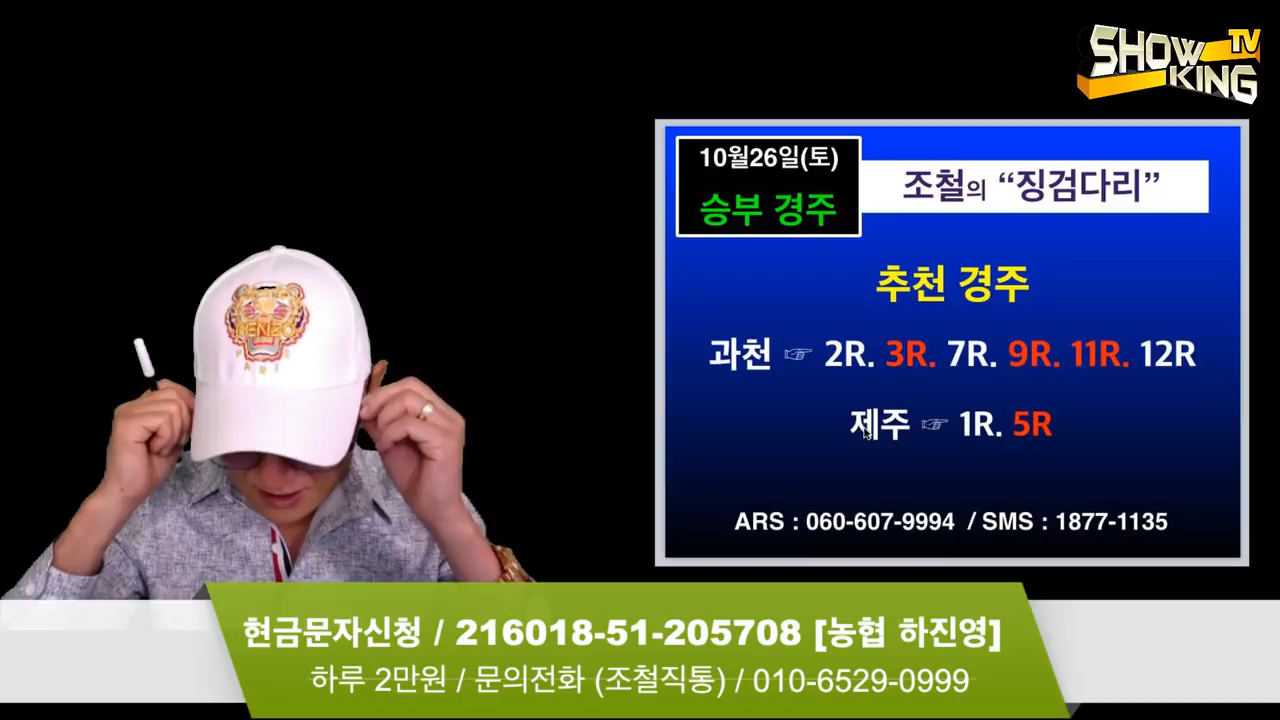 SHOW TV
KING
10월26일(토)
승부 경주
조철의 “징검다리”
추천 경주
과천 ☞ 2R. 3R. 7R. 9R. 11R. 12R
제주 ☞ 1R. 5R
ARS : 060-607-9994 / SMS : 1877-1135
KENZO
현금문자신청 / 216018-51-205708 [농협 하진영]
하루 2만원 / 문의전화 (조철직통) / 010-6529-0999